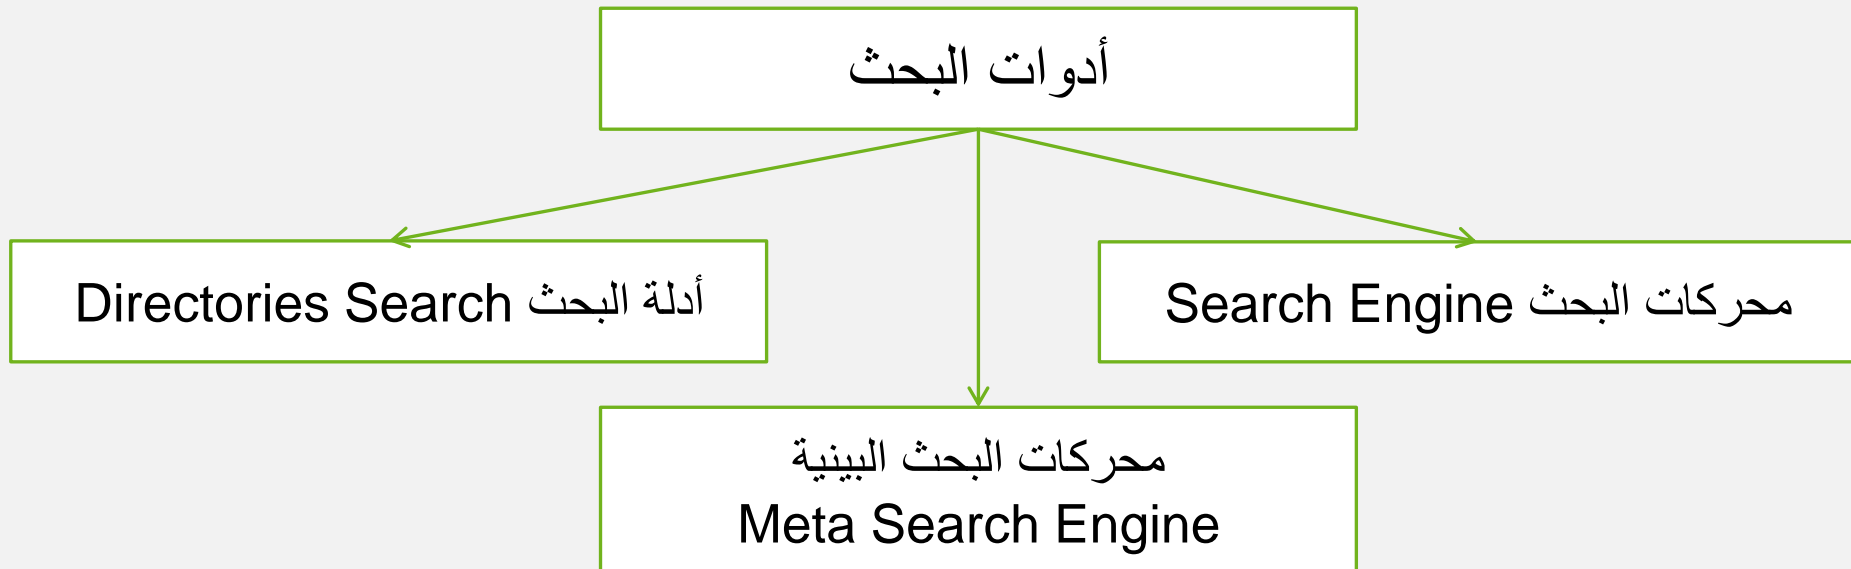 أدوات البحث
محركات البحث Search Engine
أدلة البحث Directories Search
محركات البحث البينية
Meta Search Engine